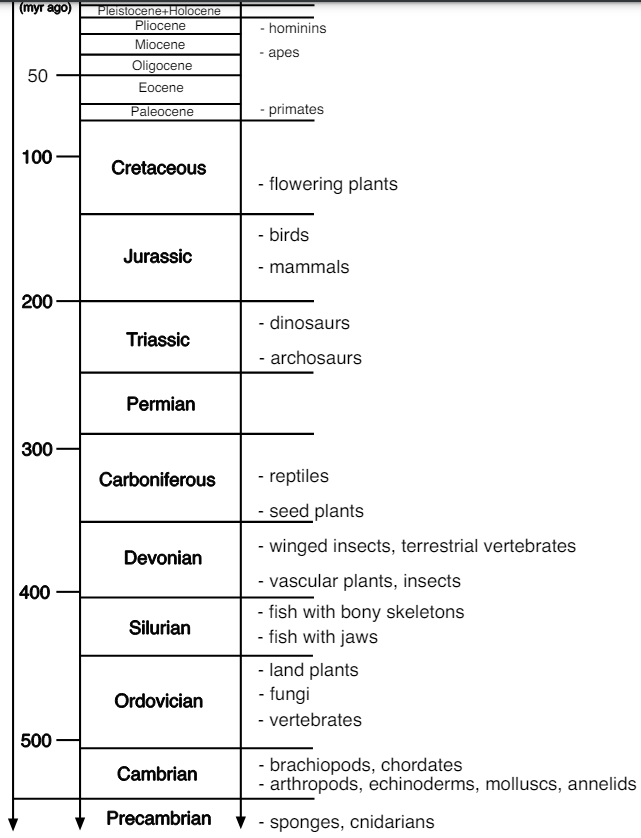 (myr ago)
Pleistocene+Holocene
Pliocene
- hominins
Miocene
- apes
Oligocene
50
Eocene
Paleocene
- primates
100
Cretaceous
- flowering plants
- birds
Jurassic
- mammals
200
- dinosaurs
Triassic
- archosaurs
Permian
300
Carboniferous
- reptiles
- seed plants
- winged insects, terrestrial vertebrates
Devonian
- vascular plants, insects
400
- fish with bony skeletons
Silurian
- fish with jaws
- land plants
- fungi
Ordovician
- vertebrates
500
- brachiopods, chordates
Cambrian
- arthropods, echinoderms, molluscs, annelids
Precambrian
- sponges, cnidarians